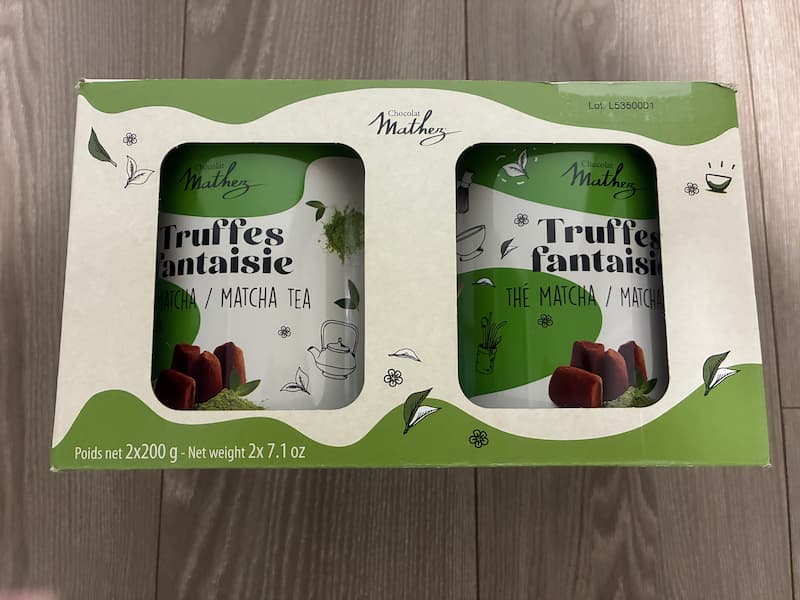 Lot. L5350001
Chocolat
Mathez
Chocolat
Mathez
Truffes
fantaisie
MATCHA / MATCHA TEA
Chocolat
Mathez
Truffes
fantaisie
THÉ MATCHA / MATCHA
Poids net 2x200 g - Net weight 2x 7.1 oz